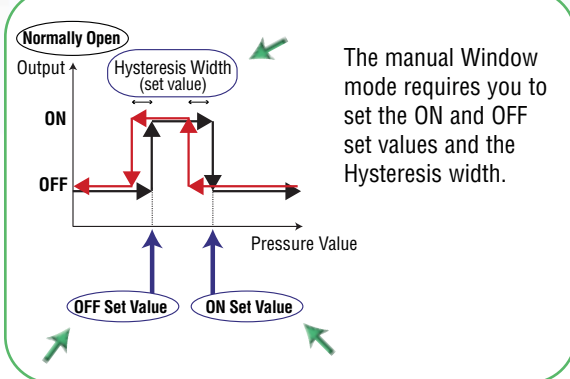 Normally Open
Output
Hysteresis Width
(set value)
ON
OFF
Pressure Value
OFF Set Value
ON Set Value
The manual Window
mode requires you to
set the ON and OFF
set values and the
Hysteresis width.